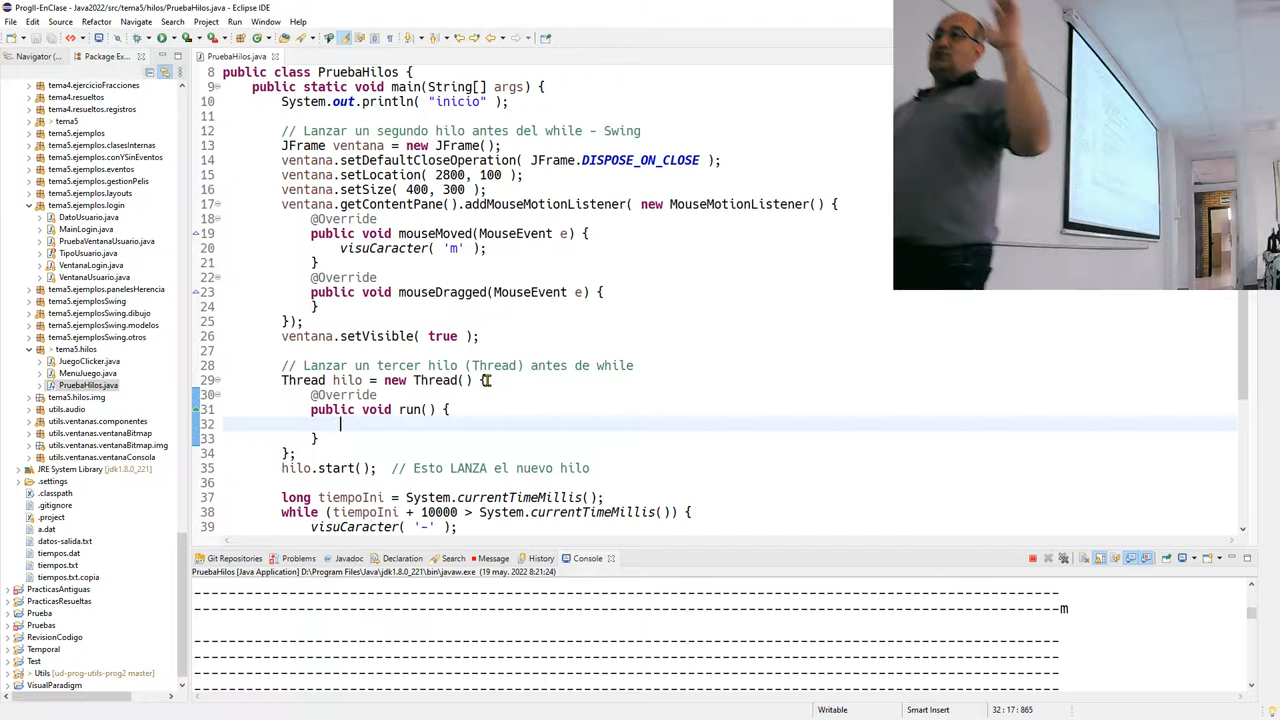 ProgII-EnClase - Java2022/src/tema5/hilos/PruebaHilos.java - Eclipse IDE
File Edit Source Refactor Navigate Search Project Run Window Help
Navigator (... Package Ex...
PruebaHilos.java
tema4.ejercicioFracciones
tema4.resueltos
tema4.resueltos.registros
> tema5
tema5.ejemplos
tema5.ejemplos.clasesInternas
tema5.ejemplos.conYSinEventos
tema5.ejemplos.eventos
tema5.ejemplos.gestionPelis
tema5.ejemplos.layouts
tema5.ejemplos.login
DatoUsuario.java
MainLogin.java
PruebaVentanaUsuario.java
TipoUsuario.java
VentanaLogin.java
VentanaUsuario.java
tema5.ejemplos.panelesHerencia
tema5.ejemplosSwing
tema5.ejemplosSwing.dibujo
tema5.ejemplosSwing.modelos
tema5.ejemplosSwing.otros
tema5.hilos
JuegoClicker.java
MenuJuego.java
PruebaHilos.java
tema5.hilos.img
utils.audio
utils.ventanas.componentes
utils.ventanas.ventanaBitmap
utils.ventanas.ventanaBitmap.img
utils.ventanas.ventanaConsola
JRE System Library [jdk1.8.0_221]
.settings
.classpath
.gitignore
.project
a.dat
datos-salida.txt
tiempos.dat
tiempos.txt
tiempos.txt.copia
PracticasAntiguas
PracticasResueltas
Prueba
Pruebas
RevisionCodigo
Temporal
Test
> Utils [ud-prog-utils-prog2 master]
VisualParadigm
8 public class PruebaHilos {
9 public static void main(String[] args) {
10 System.out.println( "inicio" );
11
12 // Lanzar un segundo hilo antes del while - Swing
13 JFrame ventana = new JFrame();
14 ventana.setDefaultCloseOperation( JFrame.DISPOSE_ON_CLOSE );
15 ventana.setLocation( 2800, 100 );
16 ventana.setSize( 400, 300 );
17 ventana.getContentPane().addMouseMotionListener( new MouseMotionListener() {
18 @Override
19 public void mouseMoved(MouseEvent e) {
20 visuCaracter( 'm' );
21 }
22 @Override
23 public void mouseDragged(MouseEvent e) {
24 }
25 });
26 ventana.setVisible( true );
27
28 // Lanzar un tercer hilo (Thread) antes de while
29 Thread hilo = new Thread() {
30 @Override
31 public void run() {
32
33 }
34 };
35 hilo.start(); // Esto LANZA el nuevo hilo
36
37 long tiempoIni = System.currentTimeMillis();
38 while (tiempoIni + 10000 > System.currentTimeMillis()) {
39 visuCaracter( '-' );
Git Repositories Problems Javadoc Declaration Search Message History Console
PruebaHilos [Java Application] D:\Program Files\Java\jdk1.8.0_221\bin\javaw.exe (19 may. 2022 8:21:24)
m
Writable Smart Insert 32 : 17 : 865